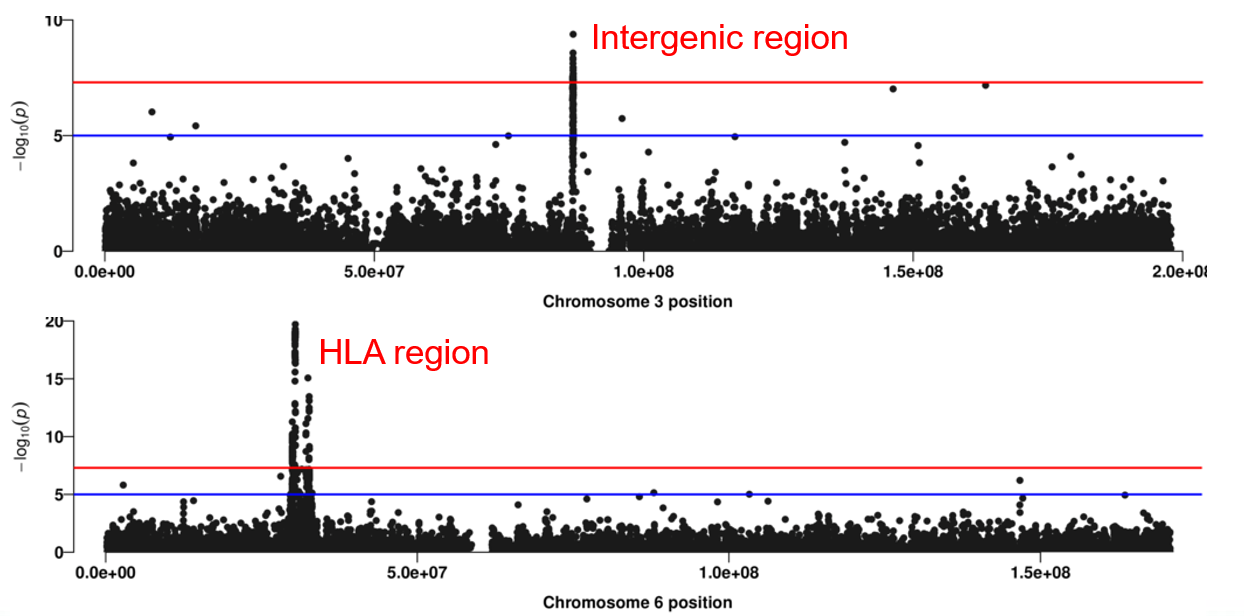 10
Intergenic region
5
0
−log10(p)
0.0e+00 5.0e+07 1.0e+08 1.5e+08 2.0e+08
Chromosome 3 position
20
HLA region
15
10
5
0
−log10(p)
0.0e+00 5.0e+07 1.0e+08 1.5e+08
Chromosome 6 position